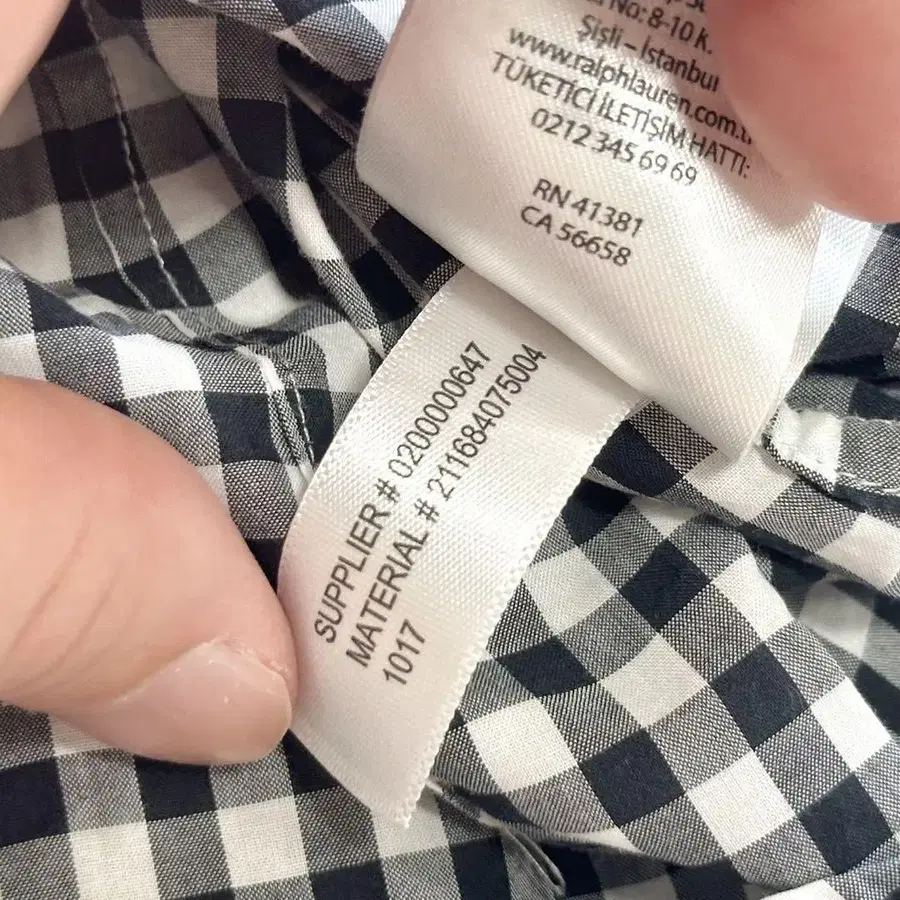 No: 8-10 K.
Şişli – İstanbul
www.ralphlauren.com.t
TÜKETİCİ İLETİŞİM HATTI:
0212 345 69 69
RN 41381
CA 56658
SUPPLIER # 0200000647
MATERIAL # 211684075004
1017